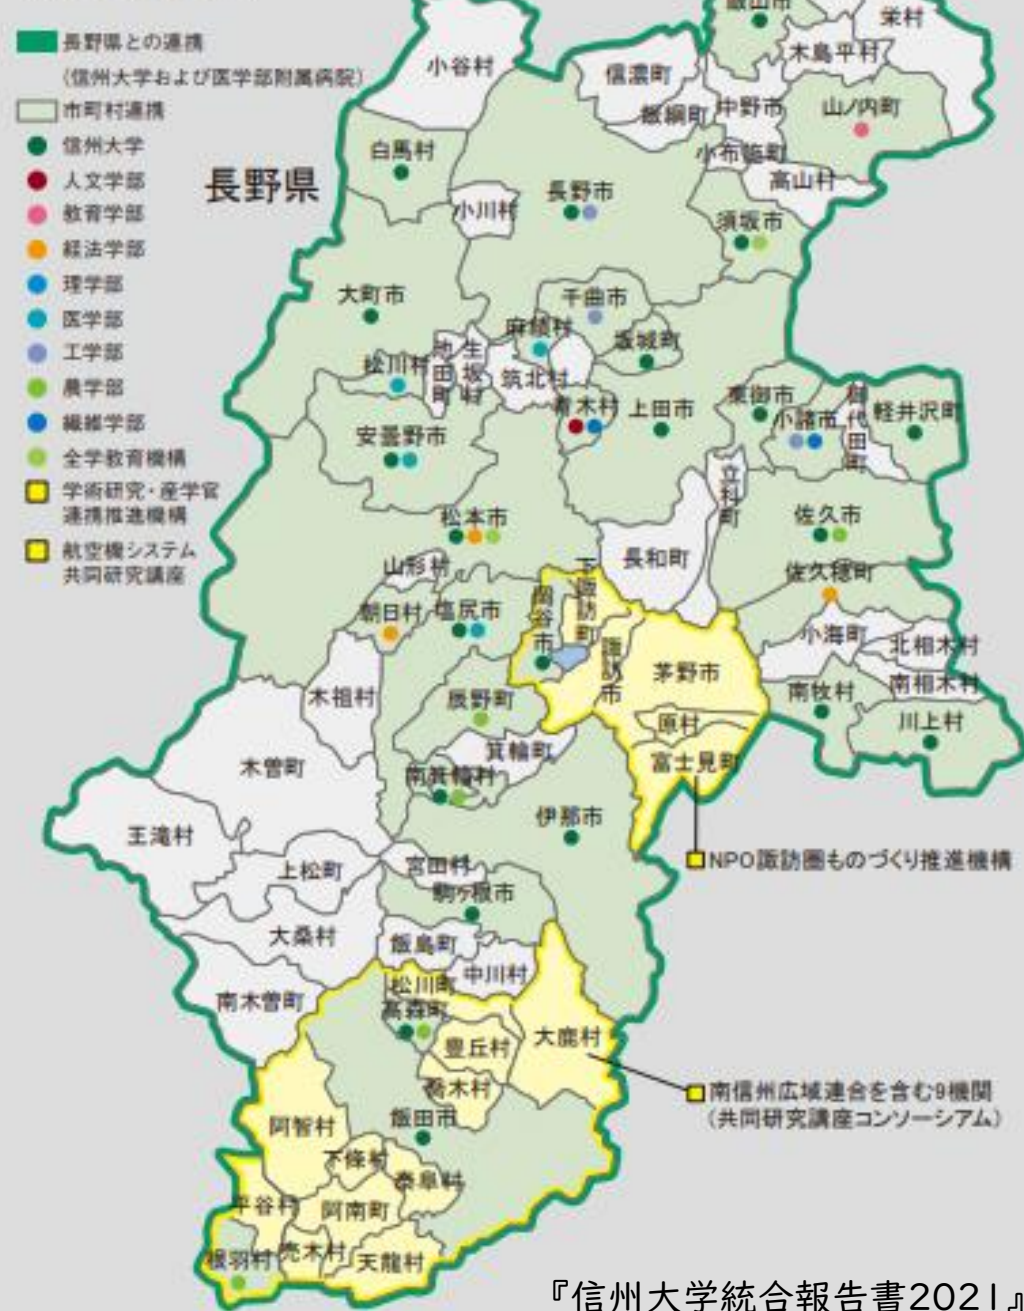 長野県との連携
(信州大学および医学部附属病院)
市町村連携
信州大学
人文学部
教育学部
経法学部
理学部
医学部
工学部
農学部
繊維学部
全学教育機構
学術研究・産学官
連携推進機構
航空機システム
共同研究講座
長野県
飯山市
栄村
小谷村
信濃町
木島平村
飯綱町
中野市
山ノ内町
白馬村
小布施町
高山村
長野市
小川村
須坂市
大町市
千曲市
麻績村
坂城町
松川村
池田町
生坂村
筑北村
青木村
上田市
東御市
小諸市
御代田町
軽井沢町
安曇野市
立科町
松本市
佐久市
山形村
長和町
佐久穂町
朝日村
塩尻市
岡谷市
下諏訪町
諏訪市
茅野市
小海町
北相木村
南相木村
南牧村
川上村
木祖村
辰野町
原村
富士見町
箕輪町
木曽町
南箕輪村
伊那市
王滝村
上松町
宮田村
駒ヶ根市
NPO諏訪圏ものづくり推進機構
大桑村
飯島町
中川村
南木曽町
松川町
高森町
豊丘村
大鹿村
喬木村
南信州広域連合を含む9機関
(共同研究講座コンソーシアム)
飯田市
阿智村
下條村
泰阜村
平谷村
阿南町
根羽村
売木村
天龍村
『信州大学統合報告書2021』